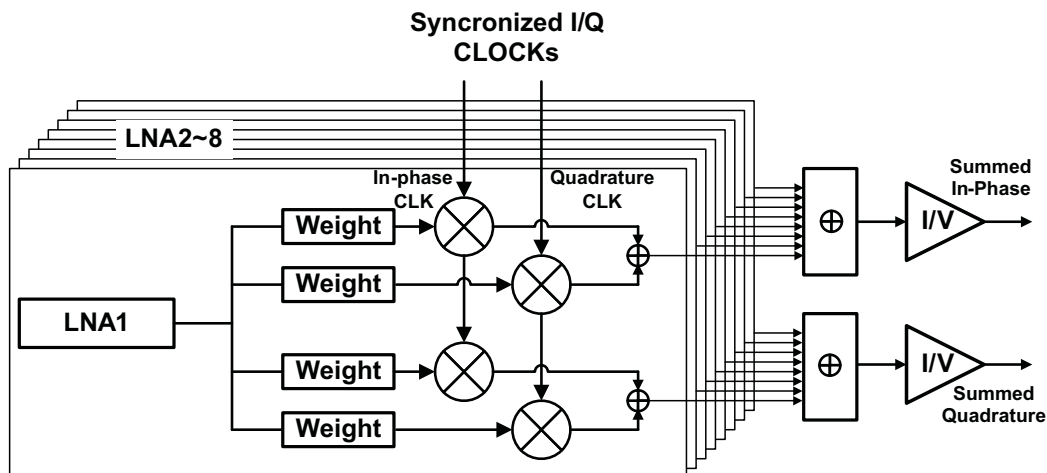 Syncronized I/Q
CLOCKs
LNA2~8
In-phase
CLK
Quadrature
CLK
Weight
Weight
LNA1
Weight
Weight
I/V
Summed
In-Phase
I/V
Summed
Quadrature